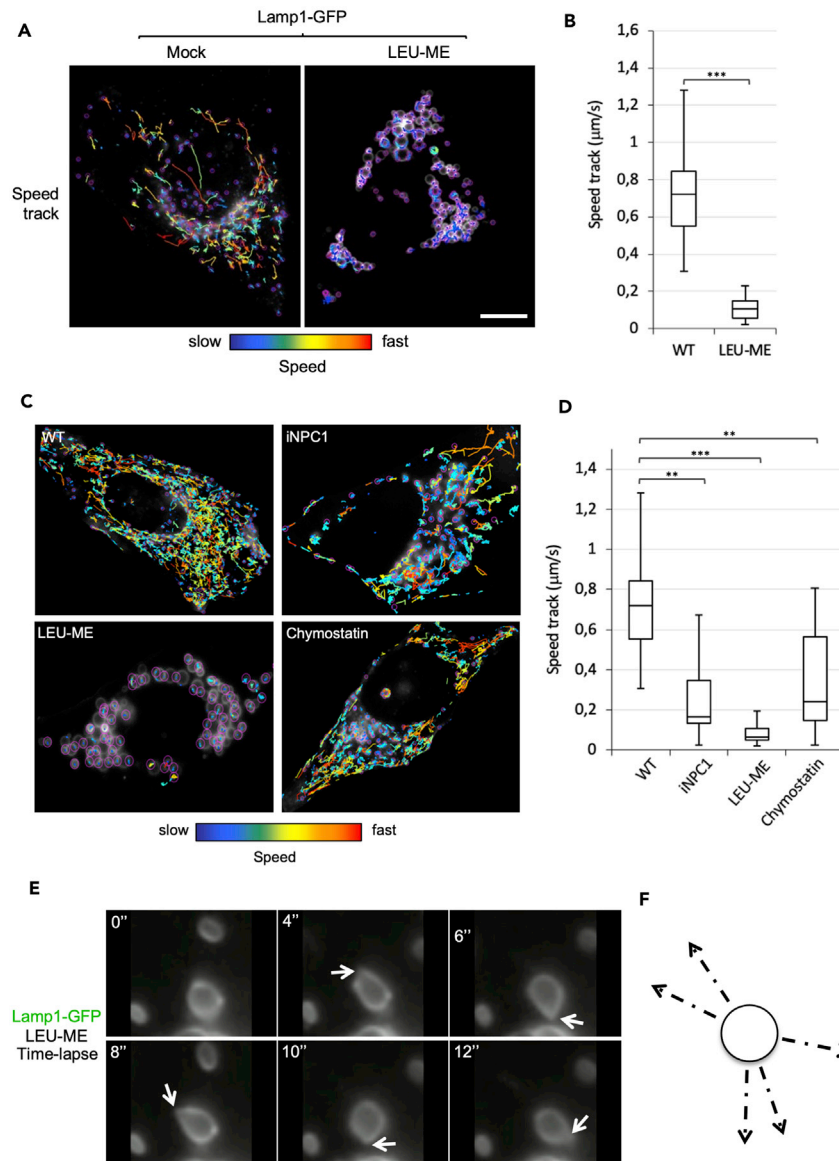 A
Lamp1-GFP
Mock
LEU-ME
Speed
track
slow
fast
Speed
B
Speed track (µm/s)
1,6
1,4
1,2
1
0,8
0,6
0,4
0,2
0
***
WT
LEU-ME
C
WT
iNPC1
LEU-ME
Chymostatin
slow
fast
Speed
D
Speed track (µm/s)
1,4
1,2
1
0,8
0,6
0,4
0,2
0
**
***
**
WT
iNPC1
LEU-ME
Chymostatin
E
Lamp1-GFP
LEU-ME
Time-lapse
0’’
4’’
6’’
8’’
10’’
12’’
F